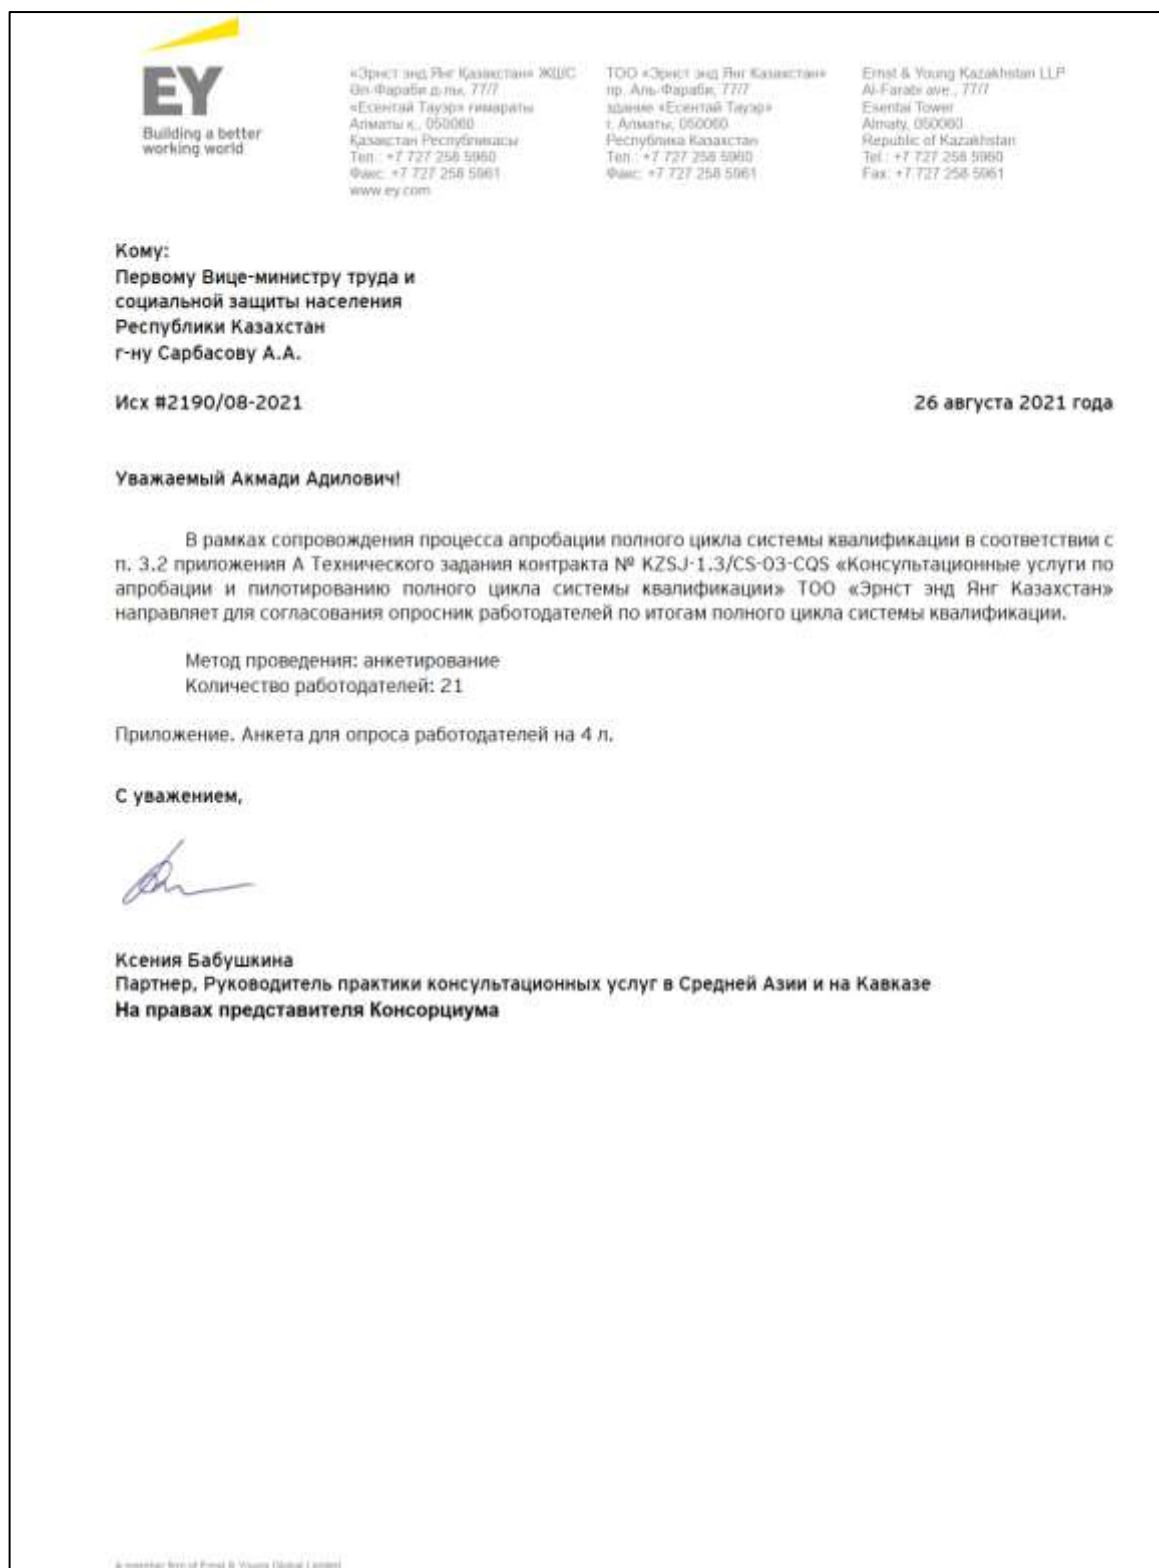 EY
Building a better
working world
«Эрнст энд Янг Казахстан» ЖШС
Әл-Фараби д-лы, 77/7
«Есентай Тауэр» ғимараты
Алматы қ., 050060
Қазақстан Республикасы
Тел.: +7 727 258 5960
Факс: +7 727 258 5961
www.ey.com
ТОО «Эрнст энд Янг Казахстан»
пр. Аль-Фараби, 77/7
здание «Есентай Тауэр»
г. Алматы, 050060
Республика Казахстан
Тел.: +7 727 258 5960
Факс: +7 727 258 5961
Ernst & Young Kazakhstan LLP
Al-Farabi ave., 77/7
Esentai Tower
Almaty, 050060
Republic of Kazakhstan
Tel.: +7 727 258 5960
Fax: +7 727 258 5961
Кому:
Первому Вице-министру труда и
социальной защиты населения
Республики Казахстан
г-ну Сарбасову А.А.
Исх #2190/08-2021
26 августа 2021 года
Уважаемый Акмади Адилович!
В рамках сопровождения процесса апробации полного цикла системы квалификации в соответствии с
п. 3.2 приложения А Технического задания контракта № KZSJ-1.3/CS-03-CQS «Консультационные услуги по
апробации и пилотированию полного цикла системы квалификации» ТОО «Эрнст энд Янг Казахстан»
направляет для согласования опросник работодателей по итогам полного цикла системы квалификации.
Метод проведения: анкетирование
Количество работодателей: 21
Приложение. Анкета для опроса работодателей на 4 л.
С уважением,
Ксения Бабушкина
Партнер, Руководитель практики консультационных услуг в Средней Азии и на Кавказе
На правах представителя Консорциума
A member firm of Ernst & Young Global Limited